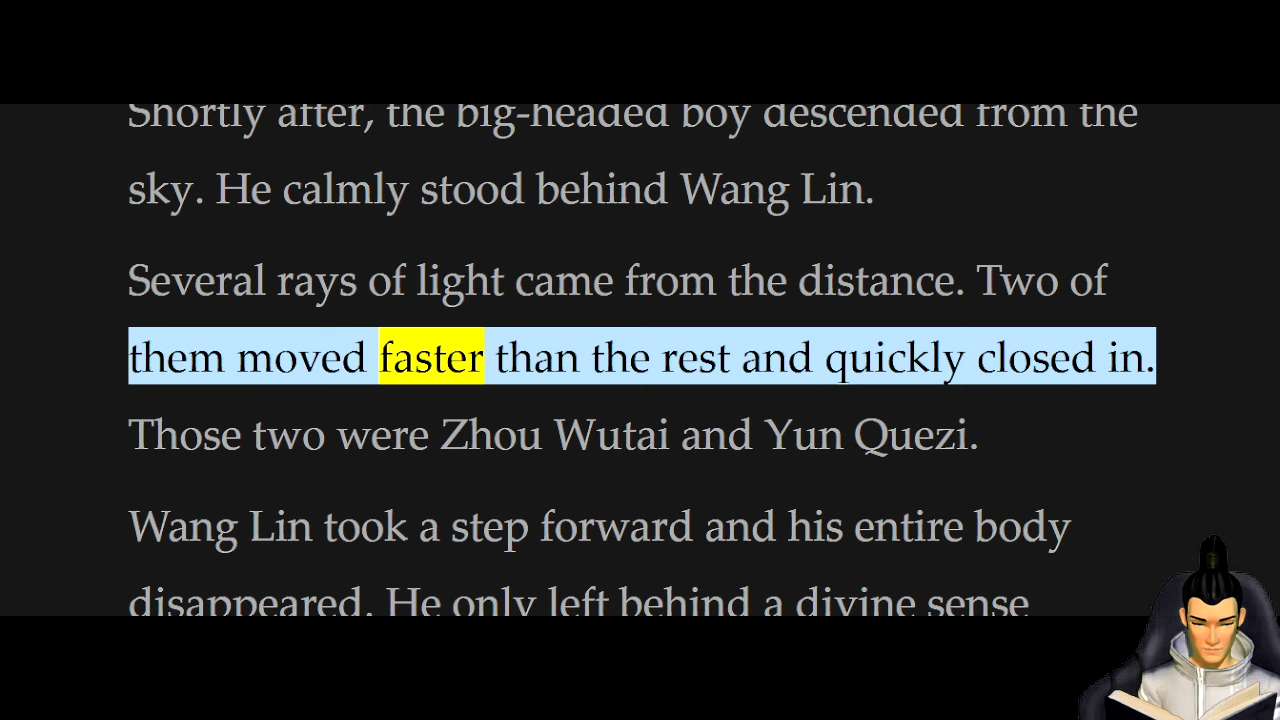 Shortly after, the big-headed boy descended from the
sky. He calmly stood behind Wang Lin.
Several rays of light came from the distance. Two of
them moved faster than the rest and quickly closed in.
Those two were Zhou Wutai and Yun Quezi.
Wang Lin took a step forward and his entire body
disappeared. He only left behind a divine sense